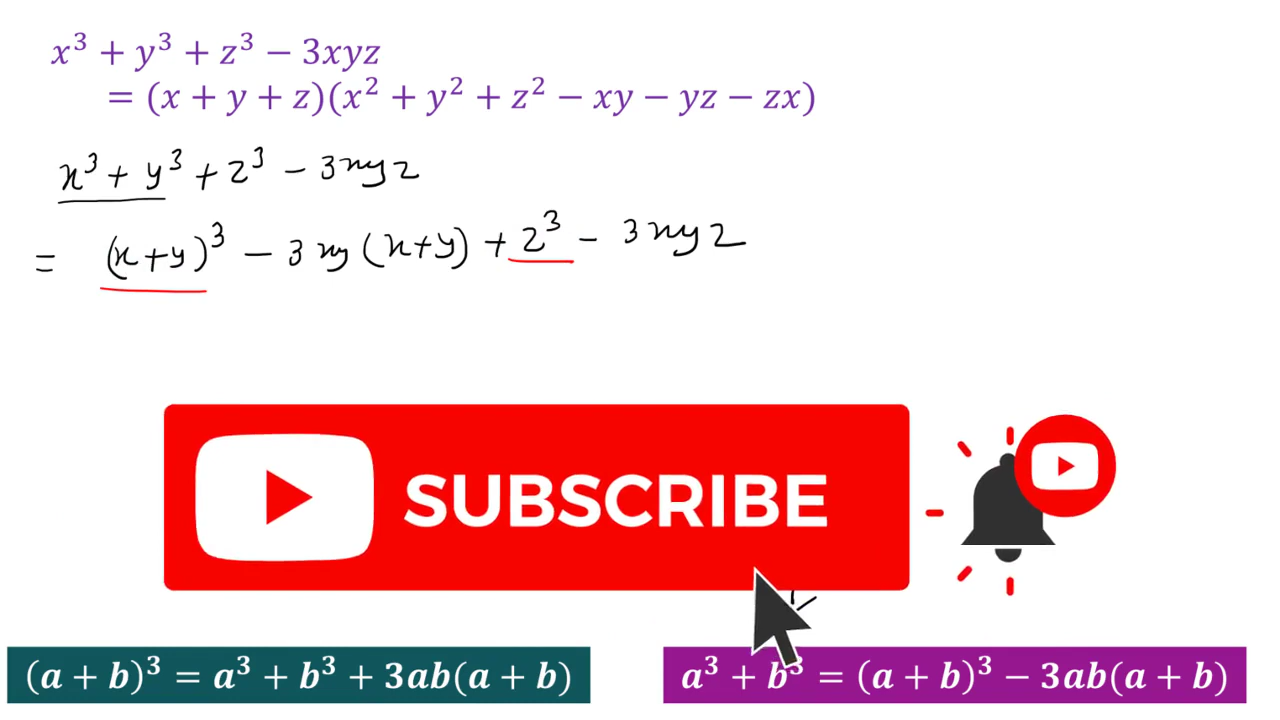 x³ + y³ + z³ − 3xyz
= (x + y + z)(x² + y² + z² − xy − yz − zx)
x³ + y³ + z³ − 3xyz
= (x+y)³ − 3xy(x+y) + z³ − 3xyz
SUBSCRIBE
(a + b)³ = a³ + b³ + 3ab(a + b)
a³ + b³ = (a + b)³ − 3ab(a + b)